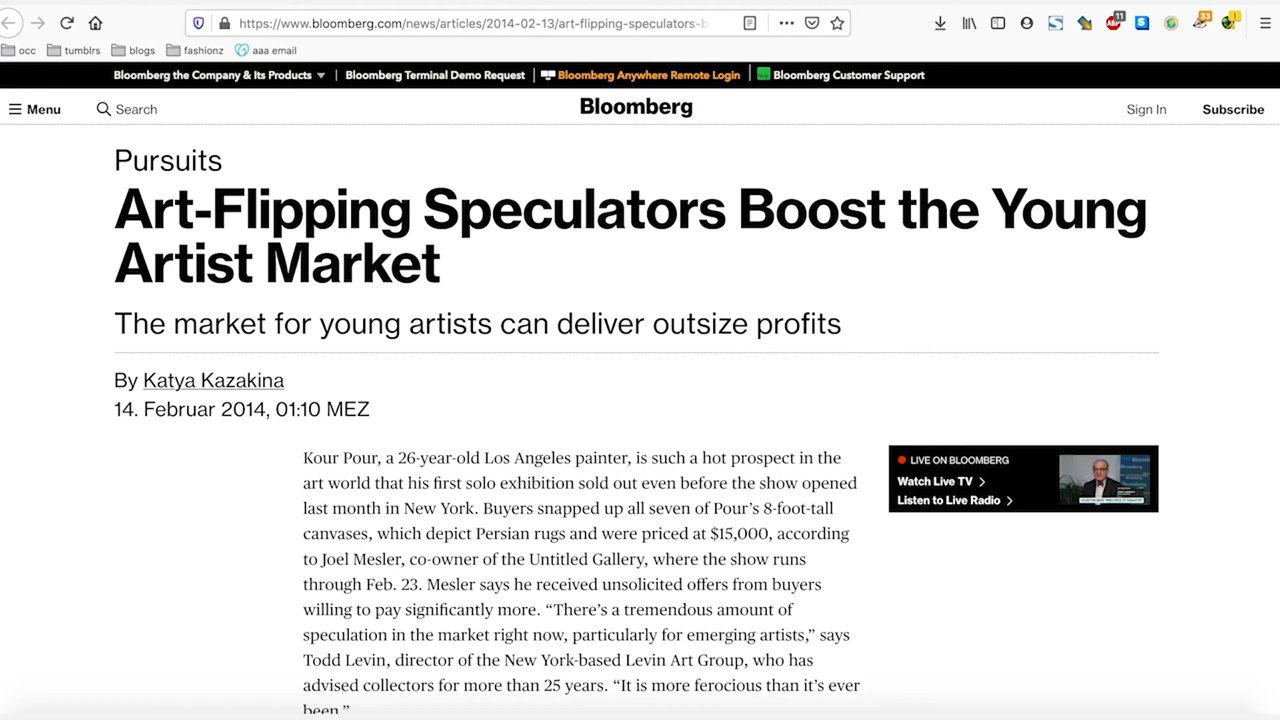 https://www.bloomberg.com/news/articles/2014-02-13/art-flipping-speculators-b
11
33
occ tumblrs blogs fashionz aaa email
Bloomberg the Company & Its Products Bloomberg Terminal Demo Request Bloomberg Anywhere Remote Login Bloomberg Customer Support
Menu Search Bloomberg Sign In Subscribe
Pursuits
Art-Flipping Speculators Boost the Young
Artist Market
The market for young artists can deliver outsize profits
By Katya Kazakina
14. Februar 2014, 01:10 MEZ
Kour Pour, a 26-year-old Los Angeles painter, is such a hot prospect in the
art world that his first solo exhibition sold out even before the show opened
last month in New York. Buyers snapped up all seven of Pour’s 8-foot-tall
canvases, which depict Persian rugs and were priced at $15,000, according
to Joel Mesler, co-owner of the Untitled Gallery, where the show runs
through Feb. 23. Mesler says he received unsolicited offers from buyers
willing to pay significantly more. “There’s a tremendous amount of
speculation in the market right now, particularly for emerging artists,” says
Todd Levin, director of the New York-based Levin Art Group, who has
advised collectors for more than 25 years. “It is more ferocious than it’s ever
been.”
LIVE ON BLOOMBERG
Watch Live TV
Listen to Live Radio